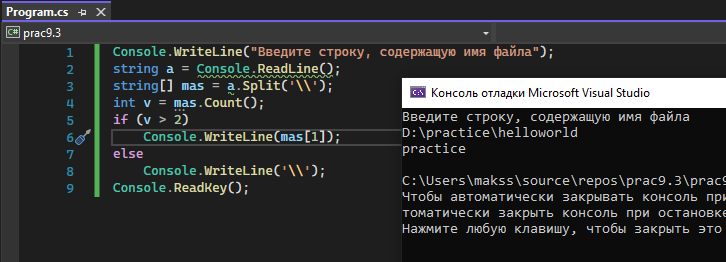 Program.cs
C# prac9.3
1 Console.WriteLine("Введите строку, содержащую имя файла");
2 string a = Console.ReadLine();
3 string[] mas = a.Split('\\');
4 int v = mas.Count();
5 if (v > 2)
6 Console.WriteLine(mas[1]);
7 else
8 Console.WriteLine('\\');
9 Console.ReadKey();
Консоль отладки Microsoft Visual Studio
Введите строку, содержащую имя файла
D:\practice\helloworld
practice
C:\Users\makss\source\repos\prac9.3\prac9
Чтобы автоматически закрывать консоль при
томатически закрыть консоль при остановке
Нажмите любую клавишу, чтобы закрыть это